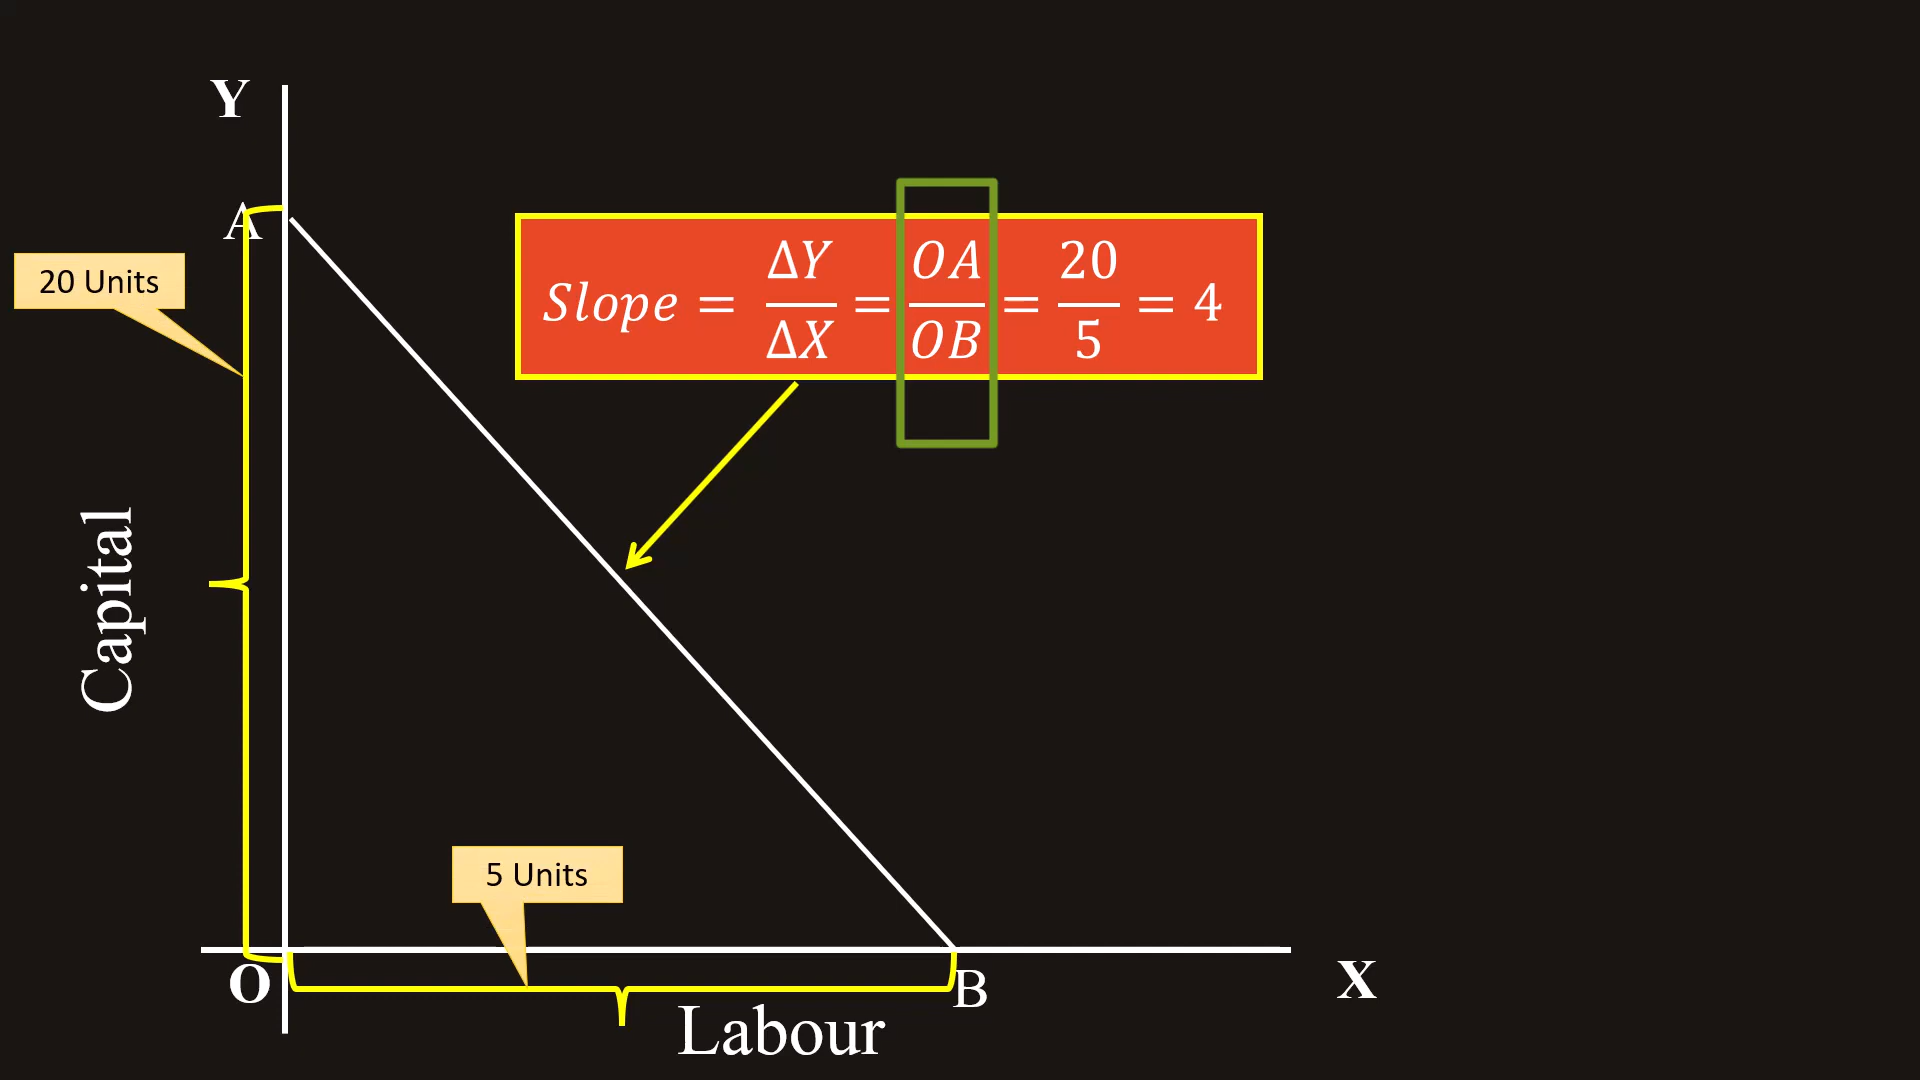 Y
A
20 Units
Slope = ΔY/ΔX = OA/OB = 20/5 = 4
Capital
5 Units
O
B
X
Labour